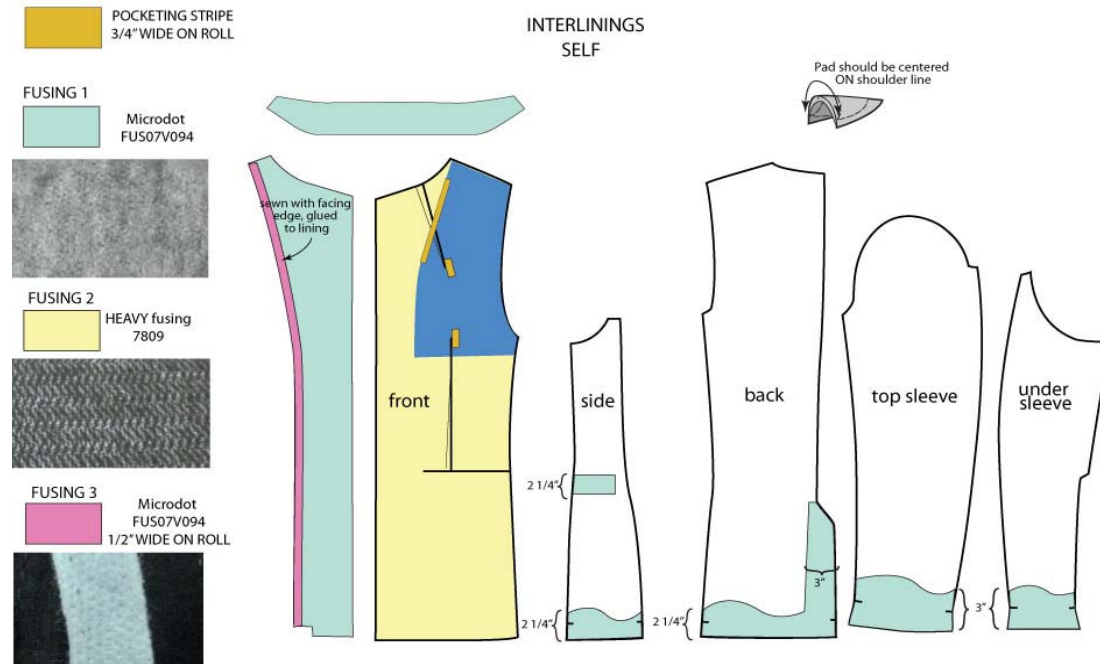 POCKETING STRIPE
3/4" WIDE ON ROLL
INTERLININGS
SELF
Pad should be centered
ON shoulder line
FUSING 1
Microdot
FUS07V094
sewn with facing
edge, glued
to lining
FUSING 2
HEAVY fusing
7809
front
side
back
top sleeve
under
sleeve
2 1/4"
FUSING 3
Microdot
FUS07V094
1/2" WIDE ON ROLL
3"
2 1/4"
2 1/4"
3"